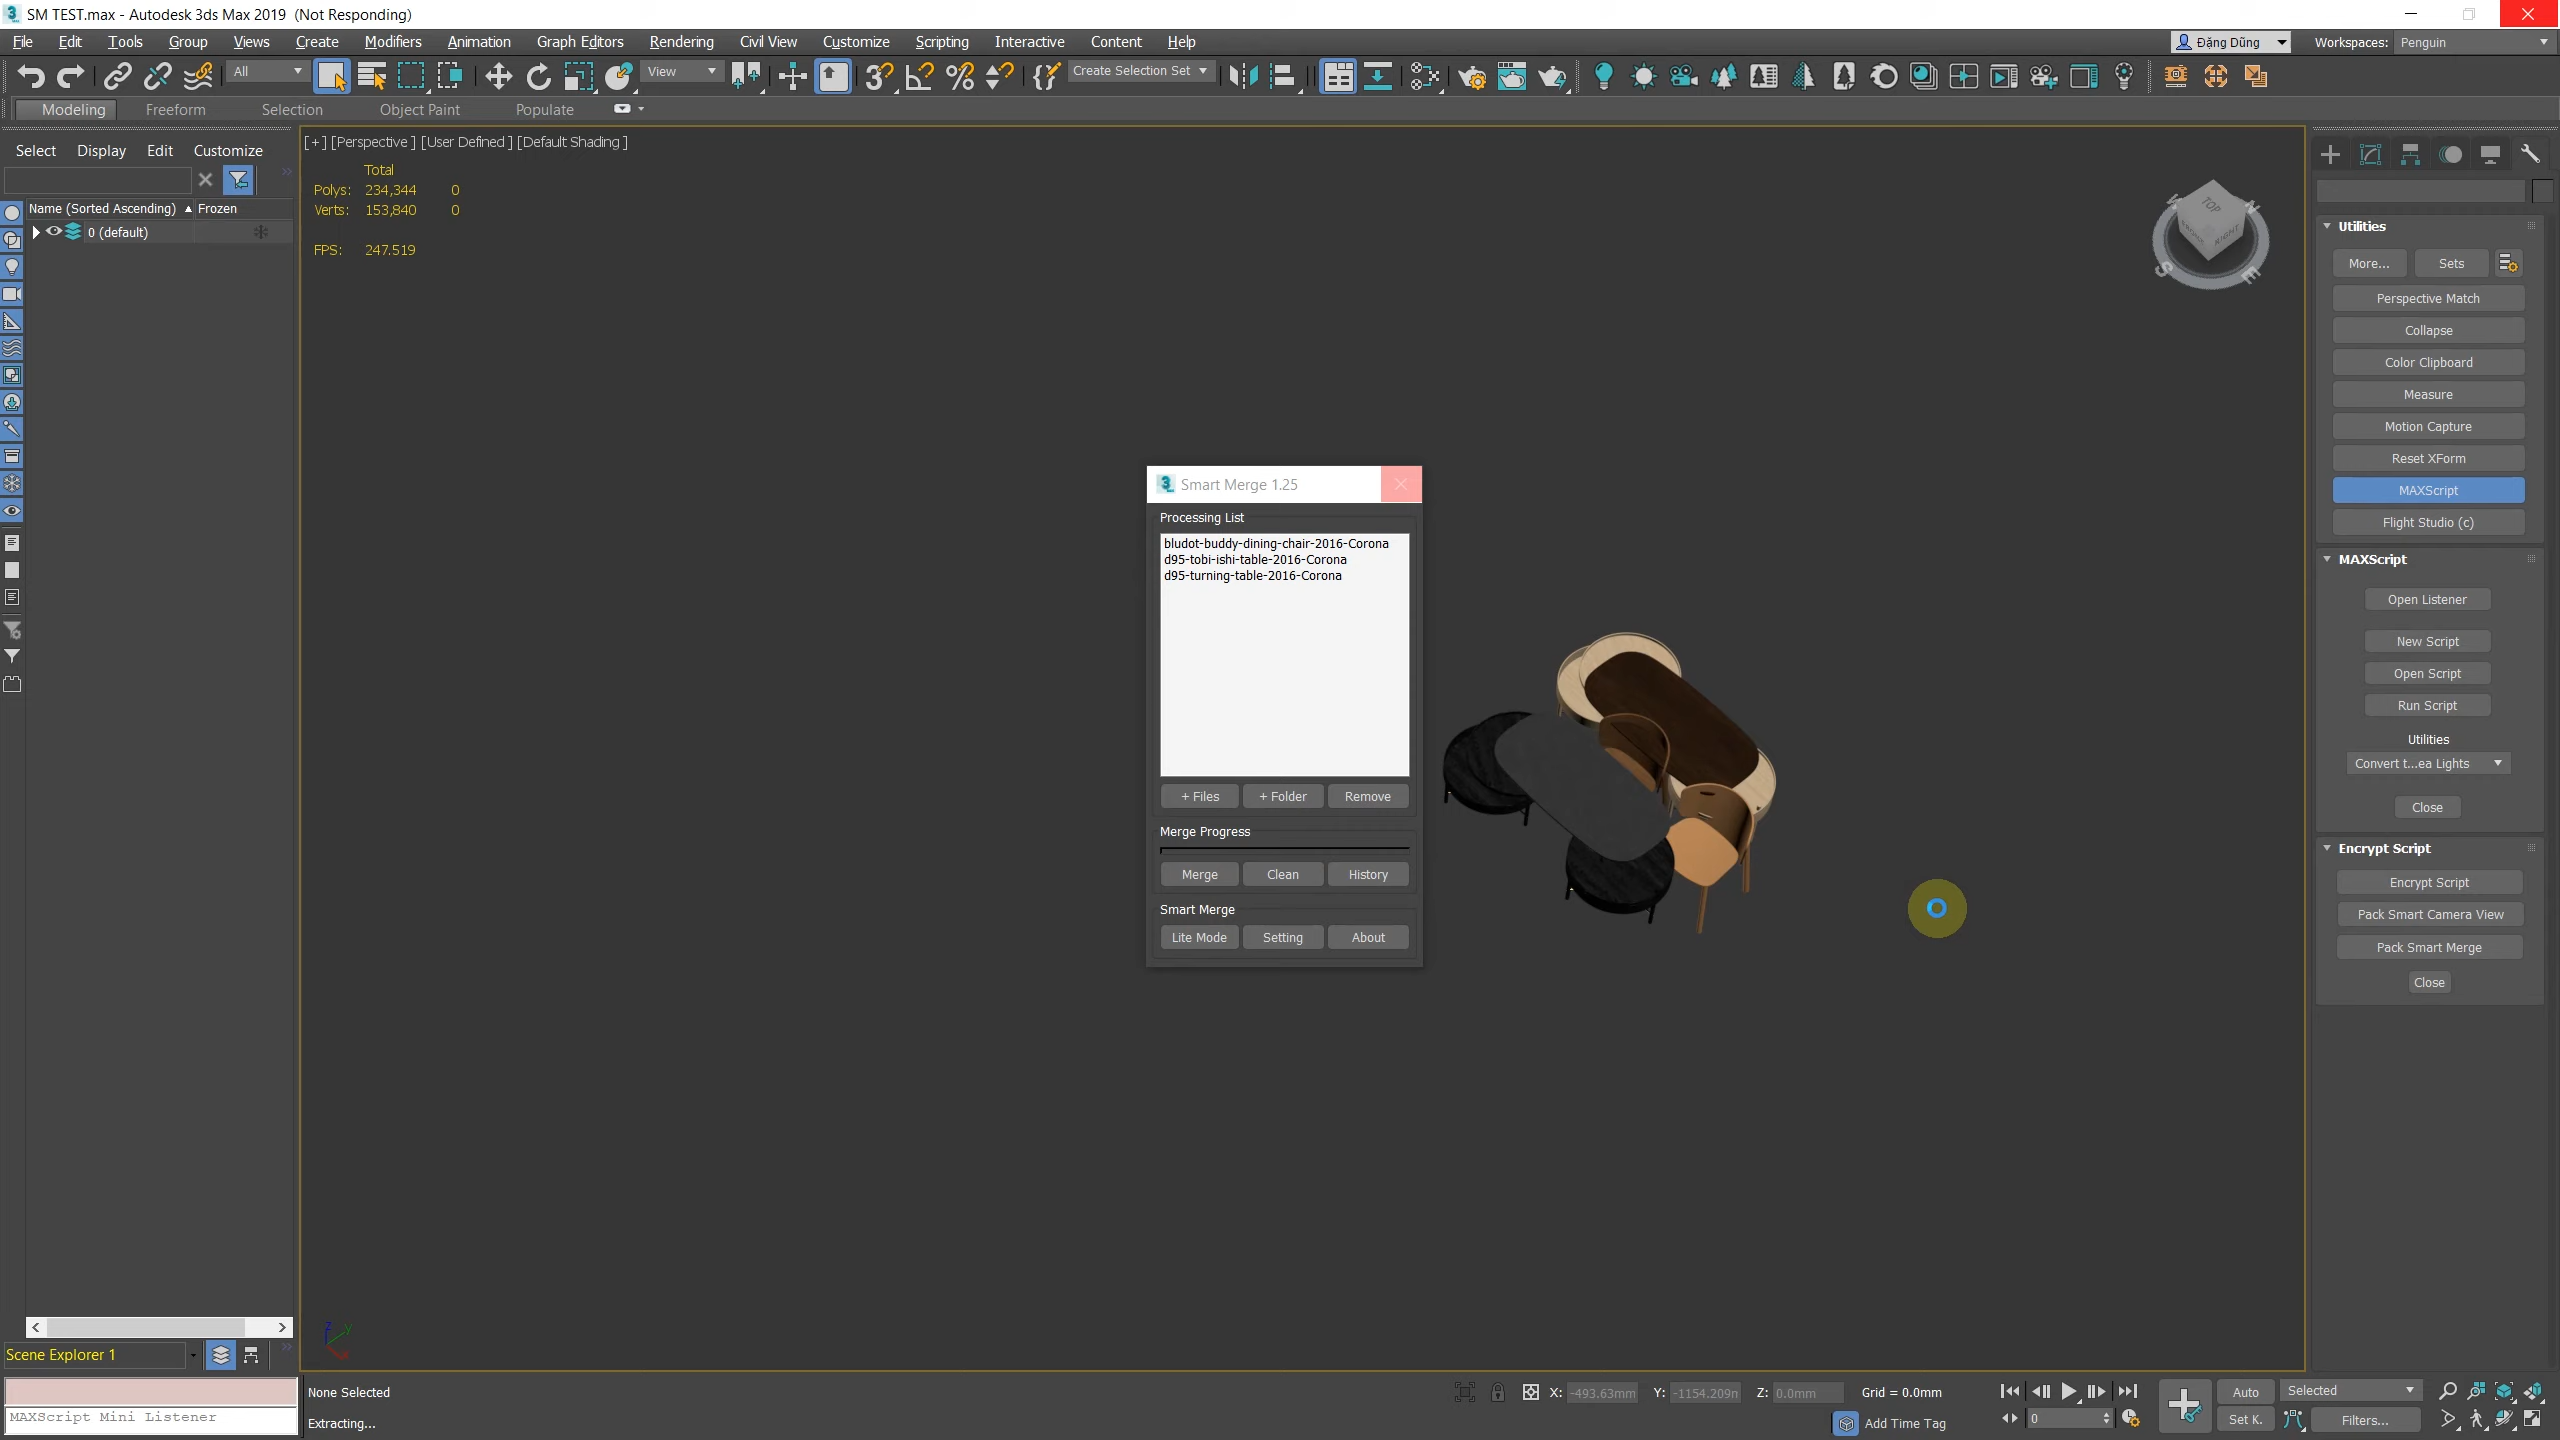 SM TEST.max - Autodesk 3ds Max 2019 (Not Responding)
File Edit Tools Group Views Create Modifiers Animation Graph Editors Rendering Civil View Customize Scripting Interactive Content Help
Đặng Dũng Workspaces: Penguin
All View Create Selection Set
Modeling Freeform Selection Object Paint Populate
Select Display Edit Customize
Name (Sorted Ascending) Frozen
0 (default)
[+] [Perspective ] [User Defined ] [Default Shading ]
Total
Polys: 234,344 0
Verts: 153,840 0
FPS: 247.519
TOP
FRONT RIGHT
W N
S E
Smart Merge 1.25
Processing List
bludot-buddy-dining-chair-2016-Corona
d95-tobi-ishi-table-2016-Corona
d95-turning-table-2016-Corona
+ Files + Folder Remove
Merge Progress
Merge Clean History
Smart Merge
Lite Mode Setting About
Utilities
More... Sets
Perspective Match
Collapse
Color Clipboard
Measure
Motion Capture
Reset XForm
MAXScript
Flight Studio (c)
MAXScript
Open Listener
New Script
Open Script
Run Script
Utilities
Convert t...ea Lights
Close
Encrypt Script
Encrypt Script
Pack Smart Camera View
Pack Smart Merge
Close
Z Y
Scene Explorer 1
MAXScript Mini Listener
None Selected
Extracting...
X: -493.63mm Y: -1154.209n Z: 0.0mm Grid = 0.0mm
Add Time Tag
0
Auto Selected
Set K. Filters...